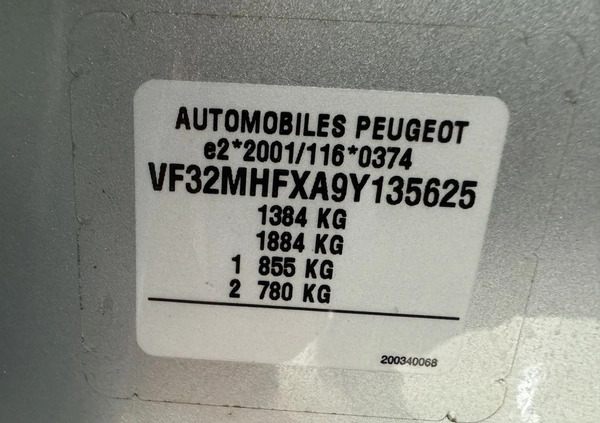 AUTOMOBILES PEUGEOT
e2*2001/116*0374
VF32MHFXA9Y135625
1384 KG
1884 KG
1 855 KG
2 780 KG
200340068